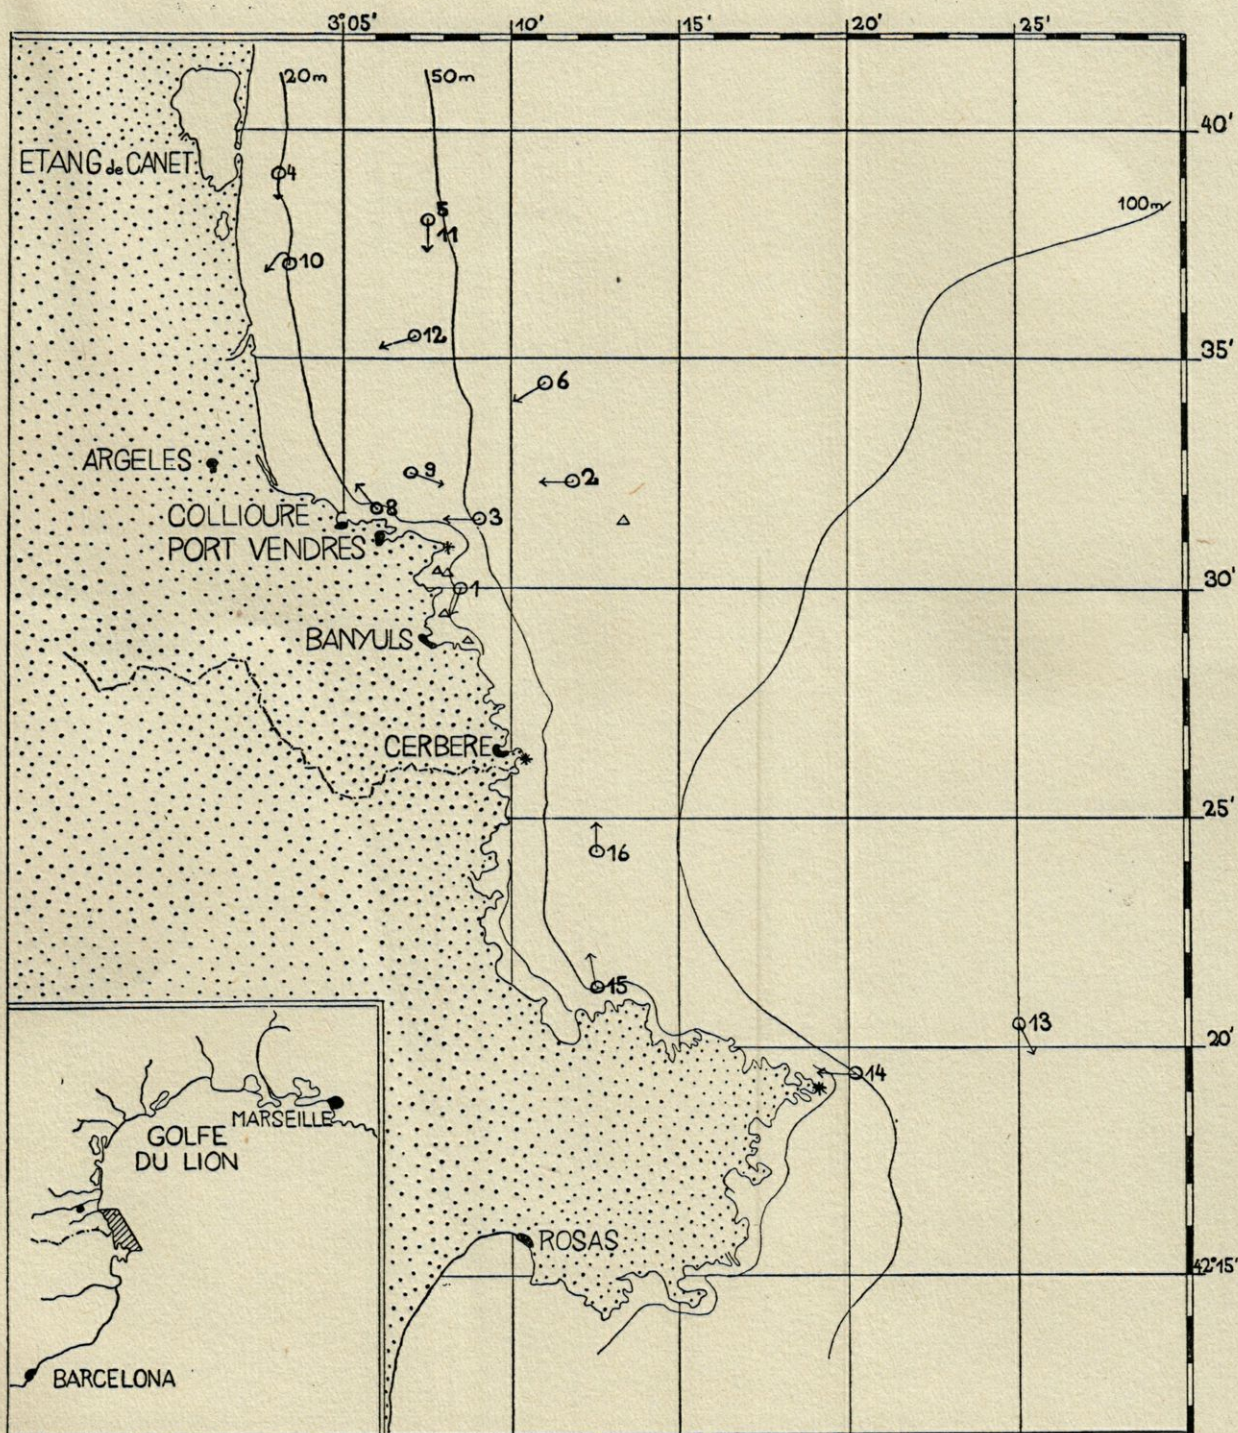 3°05' 10' 15' 20' 25'
20m 50m
40'
ETANG de CANET
4
100m
5
11
10
12
35'
6
ARGELES
9
2
COLLIOURE
8
3
PORT VENDRES
30'
1
BANYULS
CERBERE
25'
16
15
13
20'
14
MARSEILLE
GOLFE
DU LION
ROSAS
42°15'
BARCELONA